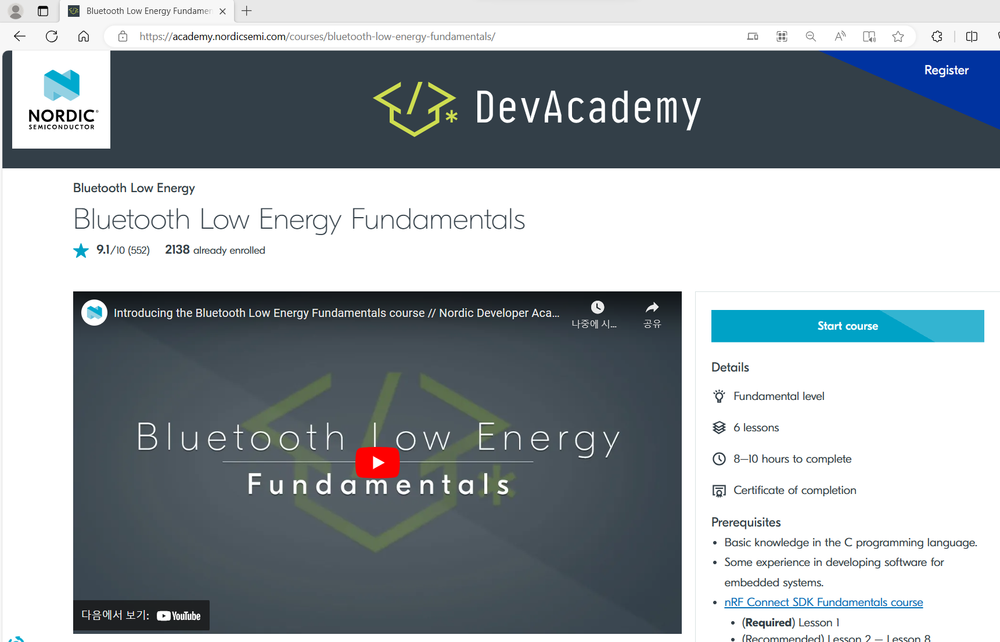 Bluetooth Low Energy Fundamen
https://academy.nordicsemi.com/courses/bluetooth-low-energy-fundamentals/
NORDIC®
SEMICONDUCTOR
</> * DevAcademy
Register
Bluetooth Low Energy
Bluetooth Low Energy Fundamentals
9.1/10 (552) 2138 already enrolled
Introducing the Bluetooth Low Energy Fundamentals course // Nordic Developer Aca...
나중에 시...
공유
Bluetooth Low Energy
Fundamentals
다음에서 보기: YouTube
Start course
Details
Fundamental level
6 lessons
8–10 hours to complete
Certificate of completion
Prerequisites
• Basic knowledge in the C programming language.
• Some experience in developing software for
embedded systems.
• nRF Connect SDK Fundamentals course
• (Required) Lesson 1
• (Recommended) Lesson 2 – Lesson 8